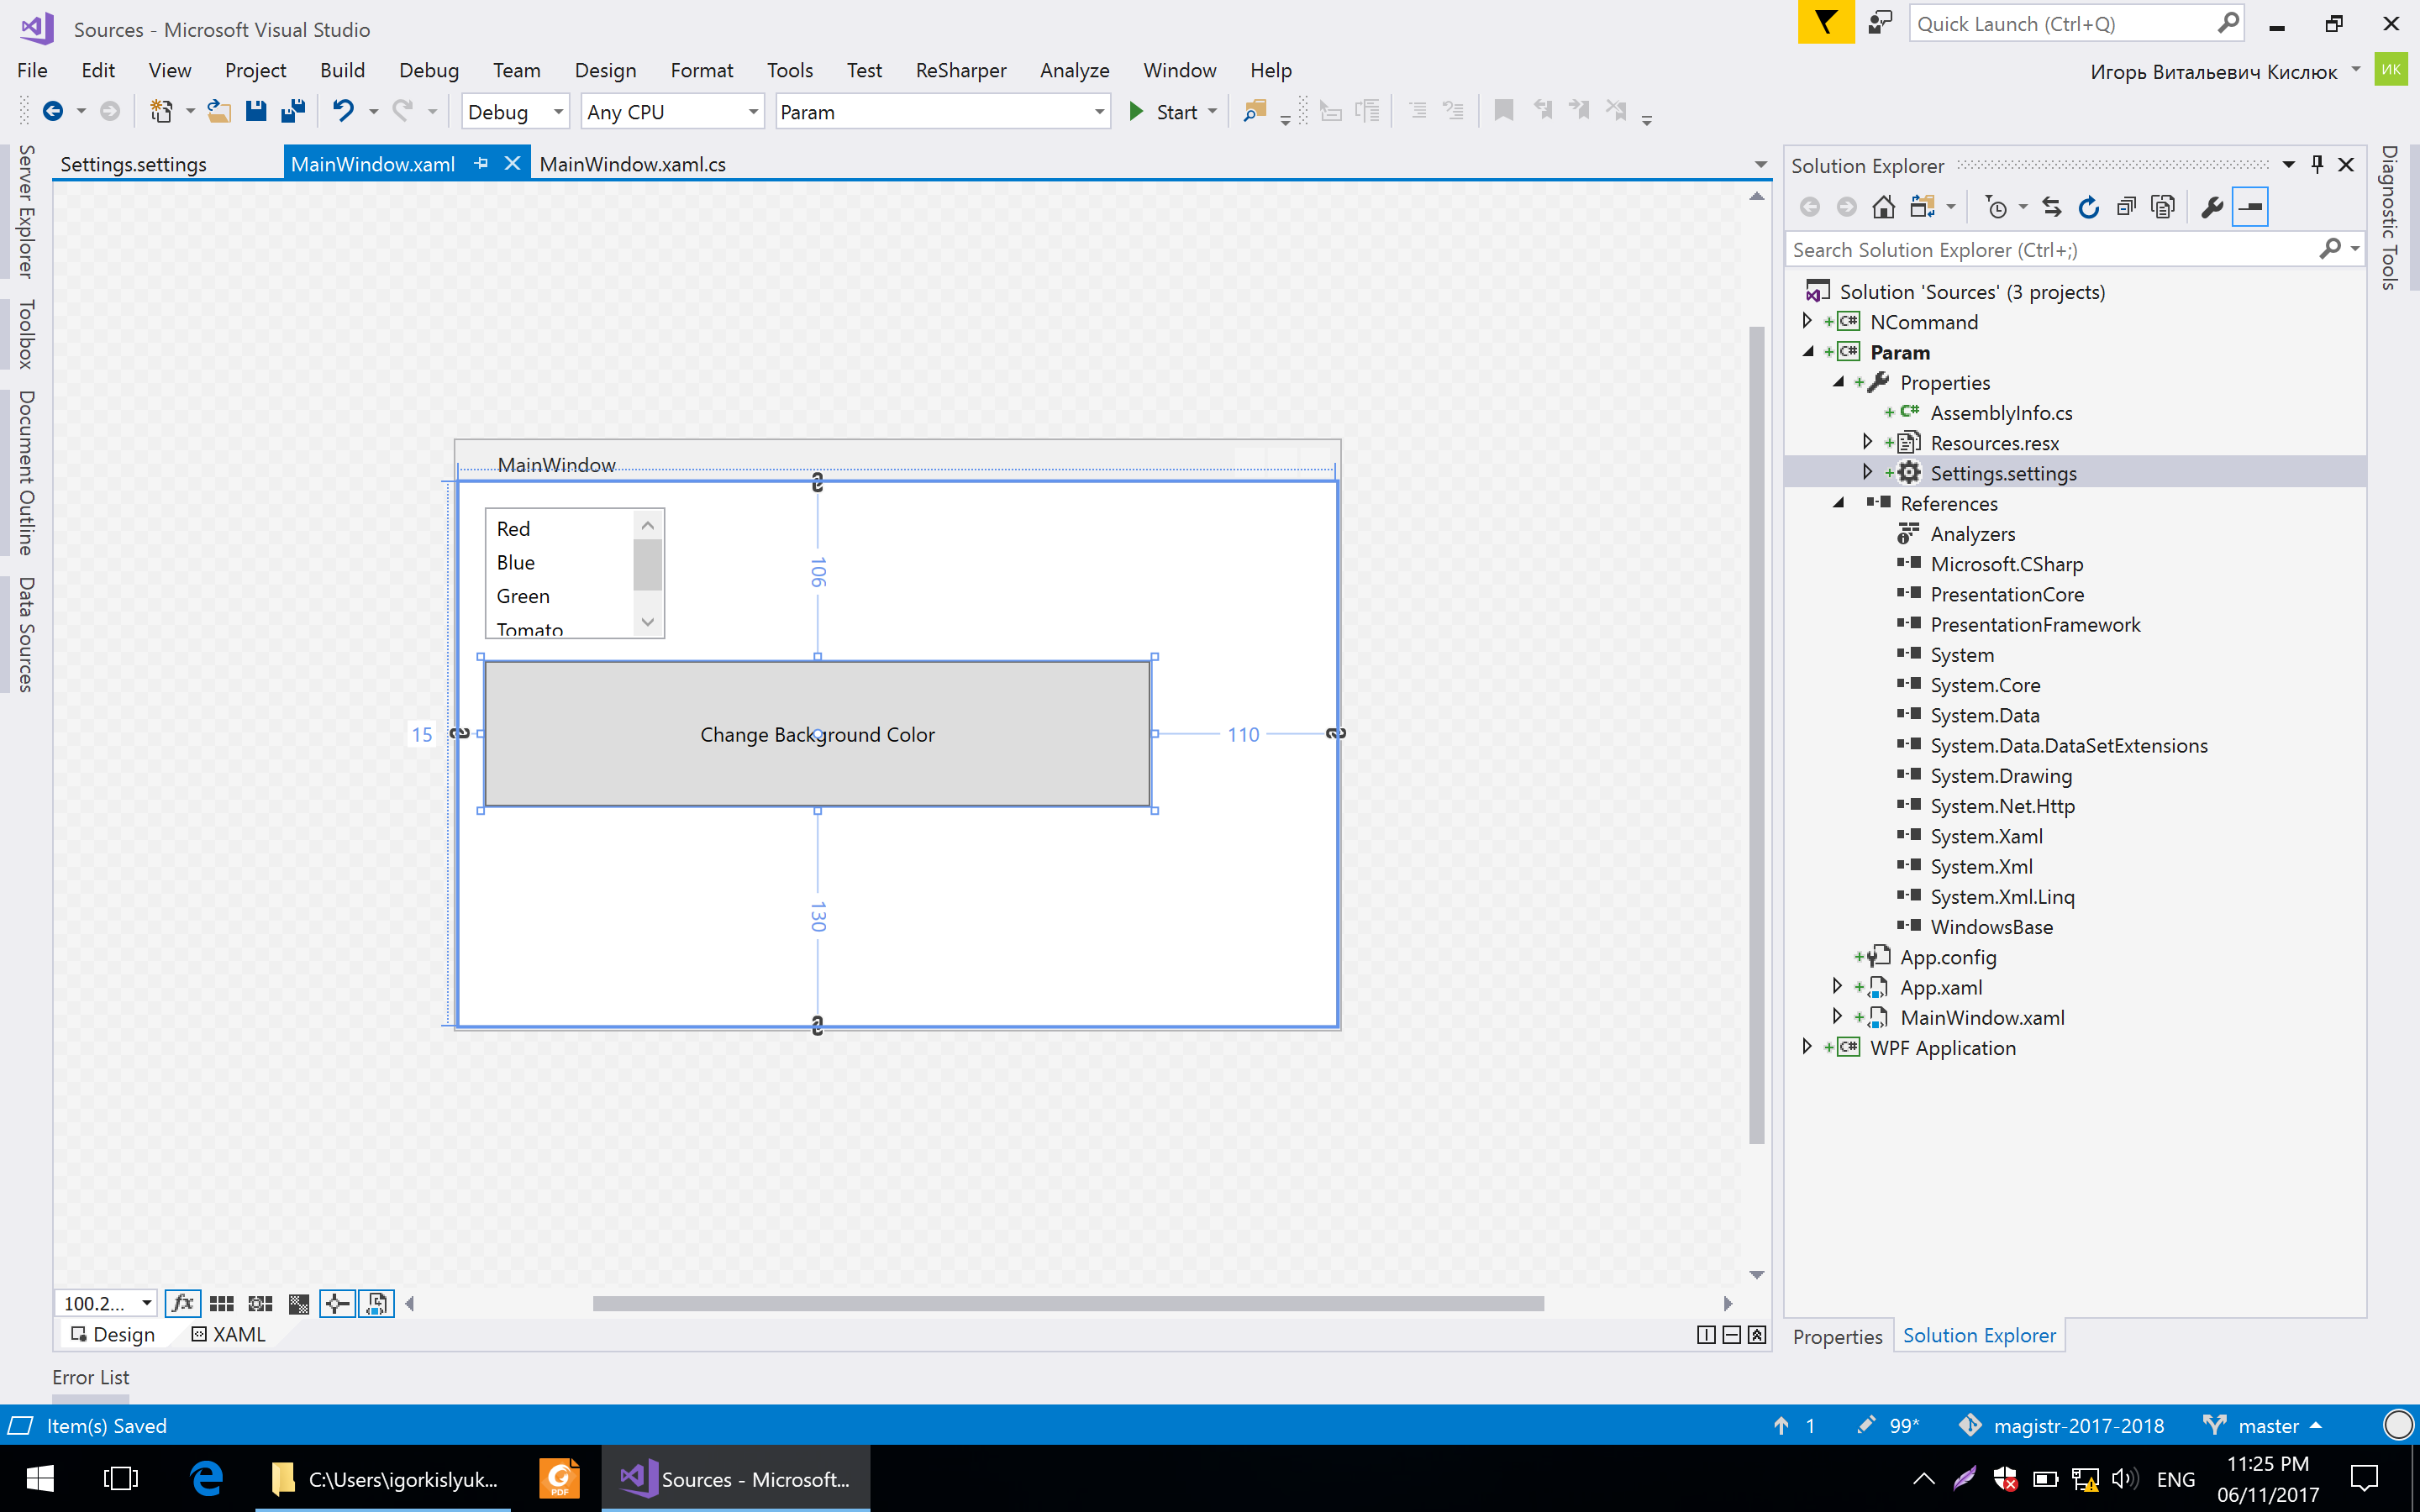 Sources - Microsoft Visual Studio
Quick Launch (Ctrl+Q)
File Edit View Project Build Debug Team Design Format Tools Test ReSharper Analyze Window Help
Игорь Витальевич Кислюк
ИК
Debug Any CPU Param Start
Server Explorer
Toolbox
Document Outline
Data Sources
Settings.settings MainWindow.xaml MainWindow.xaml.cs
MainWindow
Red
Blue
Green
Tomato
106
Change Background Color
15
110
130
100.2...
fx
Design XAML
Error List
Solution Explorer
Search Solution Explorer (Ctrl+;)
Solution 'Sources' (3 projects)
C# NCommand
C# Param
Properties
C# AssemblyInfo.cs
Resources.resx
Settings.settings
References
Analyzers
Microsoft.CSharp
PresentationCore
PresentationFramework
System
System.Core
System.Data
System.Data.DataSetExtensions
System.Drawing
System.Net.Http
System.Xaml
System.Xml
System.Xml.Linq
WindowsBase
App.config
App.xaml
MainWindow.xaml
C# WPF Application
Properties Solution Explorer
Diagnostic Tools
Item(s) Saved
1 99* magistr-2017-2018 master
C:\Users\igorkislyuk...
PDF
Sources - Microsoft...
ENG
11:25 PM
06/11/2017